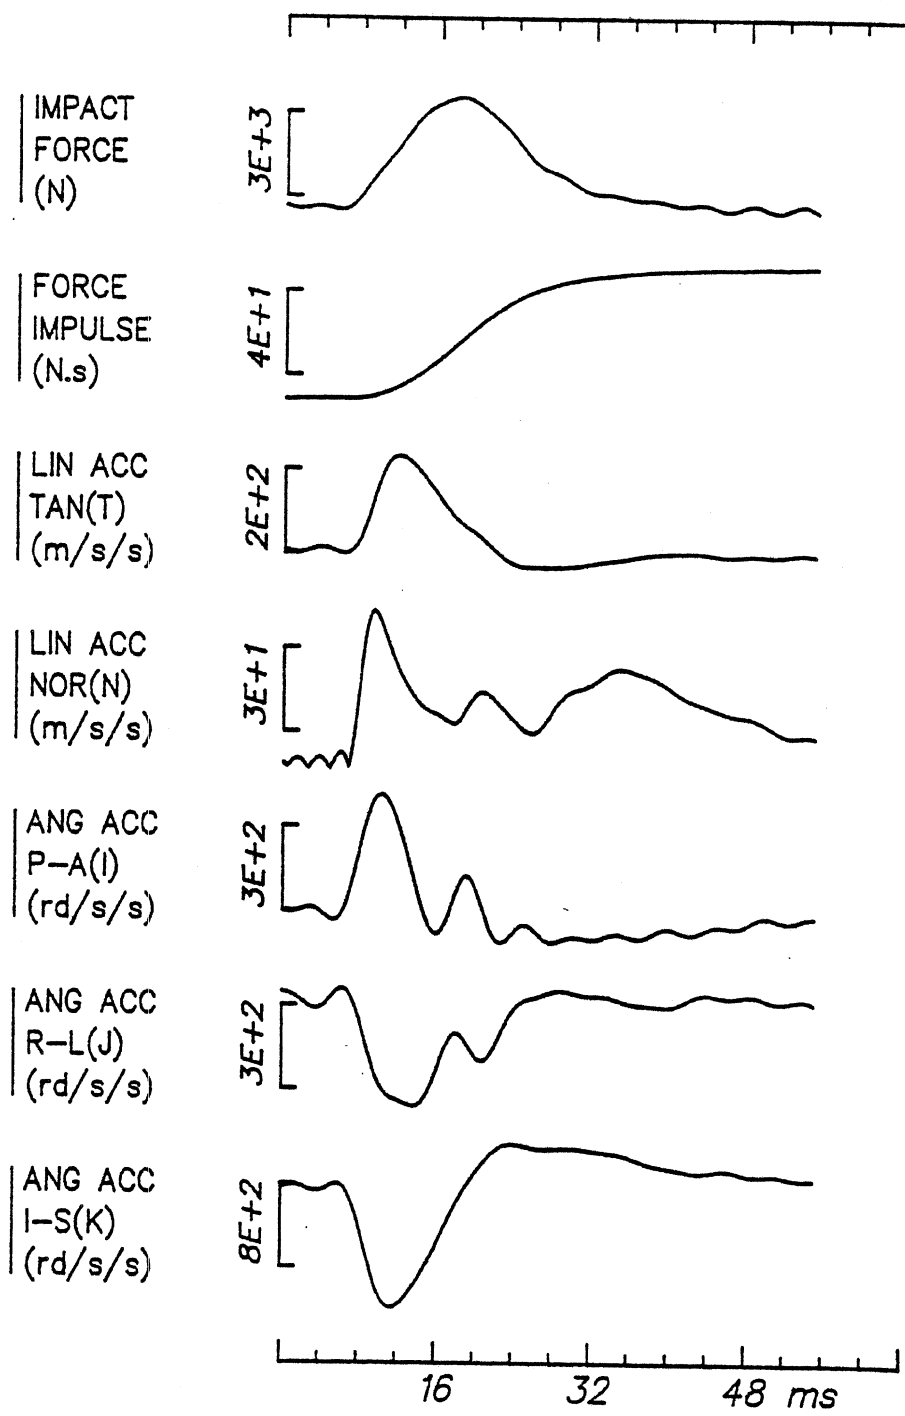 IMPACT
FORCE
(N)
3E+3
FORCE
IMPULSE
(N.s)
4E+1
LIN ACC
TAN(T)
(m/s/s)
2E+2
LIN ACC
NOR(N)
(m/s/s)
3E+1
ANG ACC
P-A(I)
(rd/s/s)
3E+2
ANG ACC
R-L(J)
(rd/s/s)
3E+2
ANG ACC
I-S(K)
(rd/s/s)
8E+2
16 32 48 ms